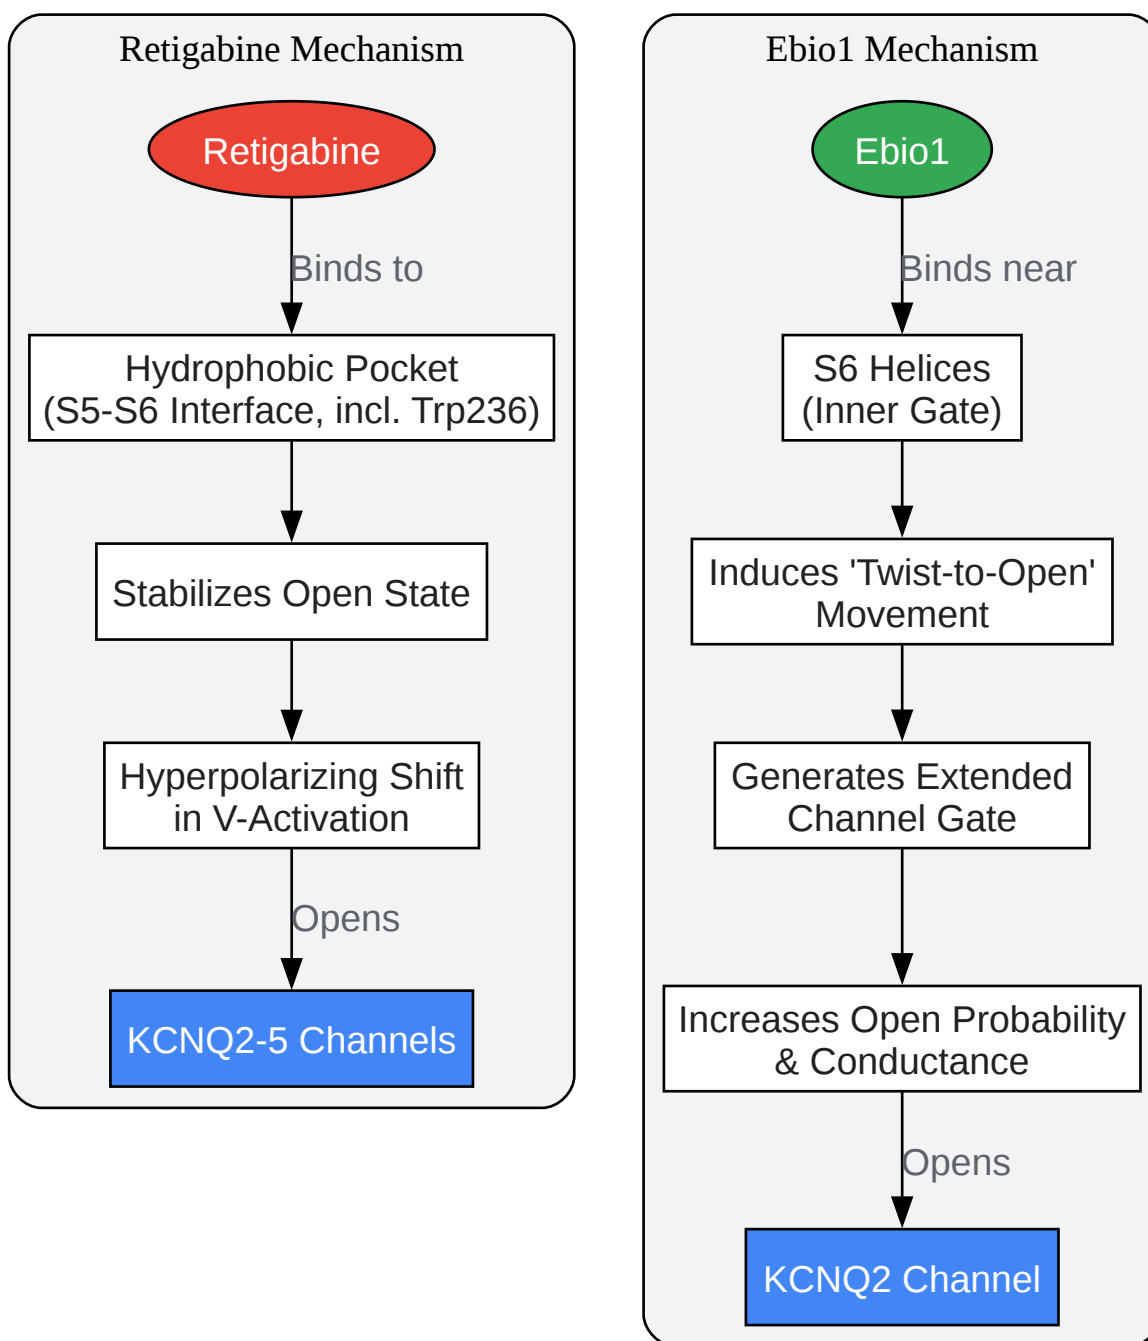 Retigabine Mechanism
Retigabine
Binds to
Hydrophobic Pocket
(S5-S6 Interface, incl. Trp236)
Stabilizes Open State
Hyperpolarizing Shift
in V-Activation
Opens
KCNQ2-5 Channels
Ebio1 Mechanism
Ebio1
Binds near
S6 Helices
(Inner Gate)
Induces 'Twist-to-Open'
Movement
Generates Extended
Channel Gate
Increases Open Probability
& Conductance
Opens
KCNQ2 Channel